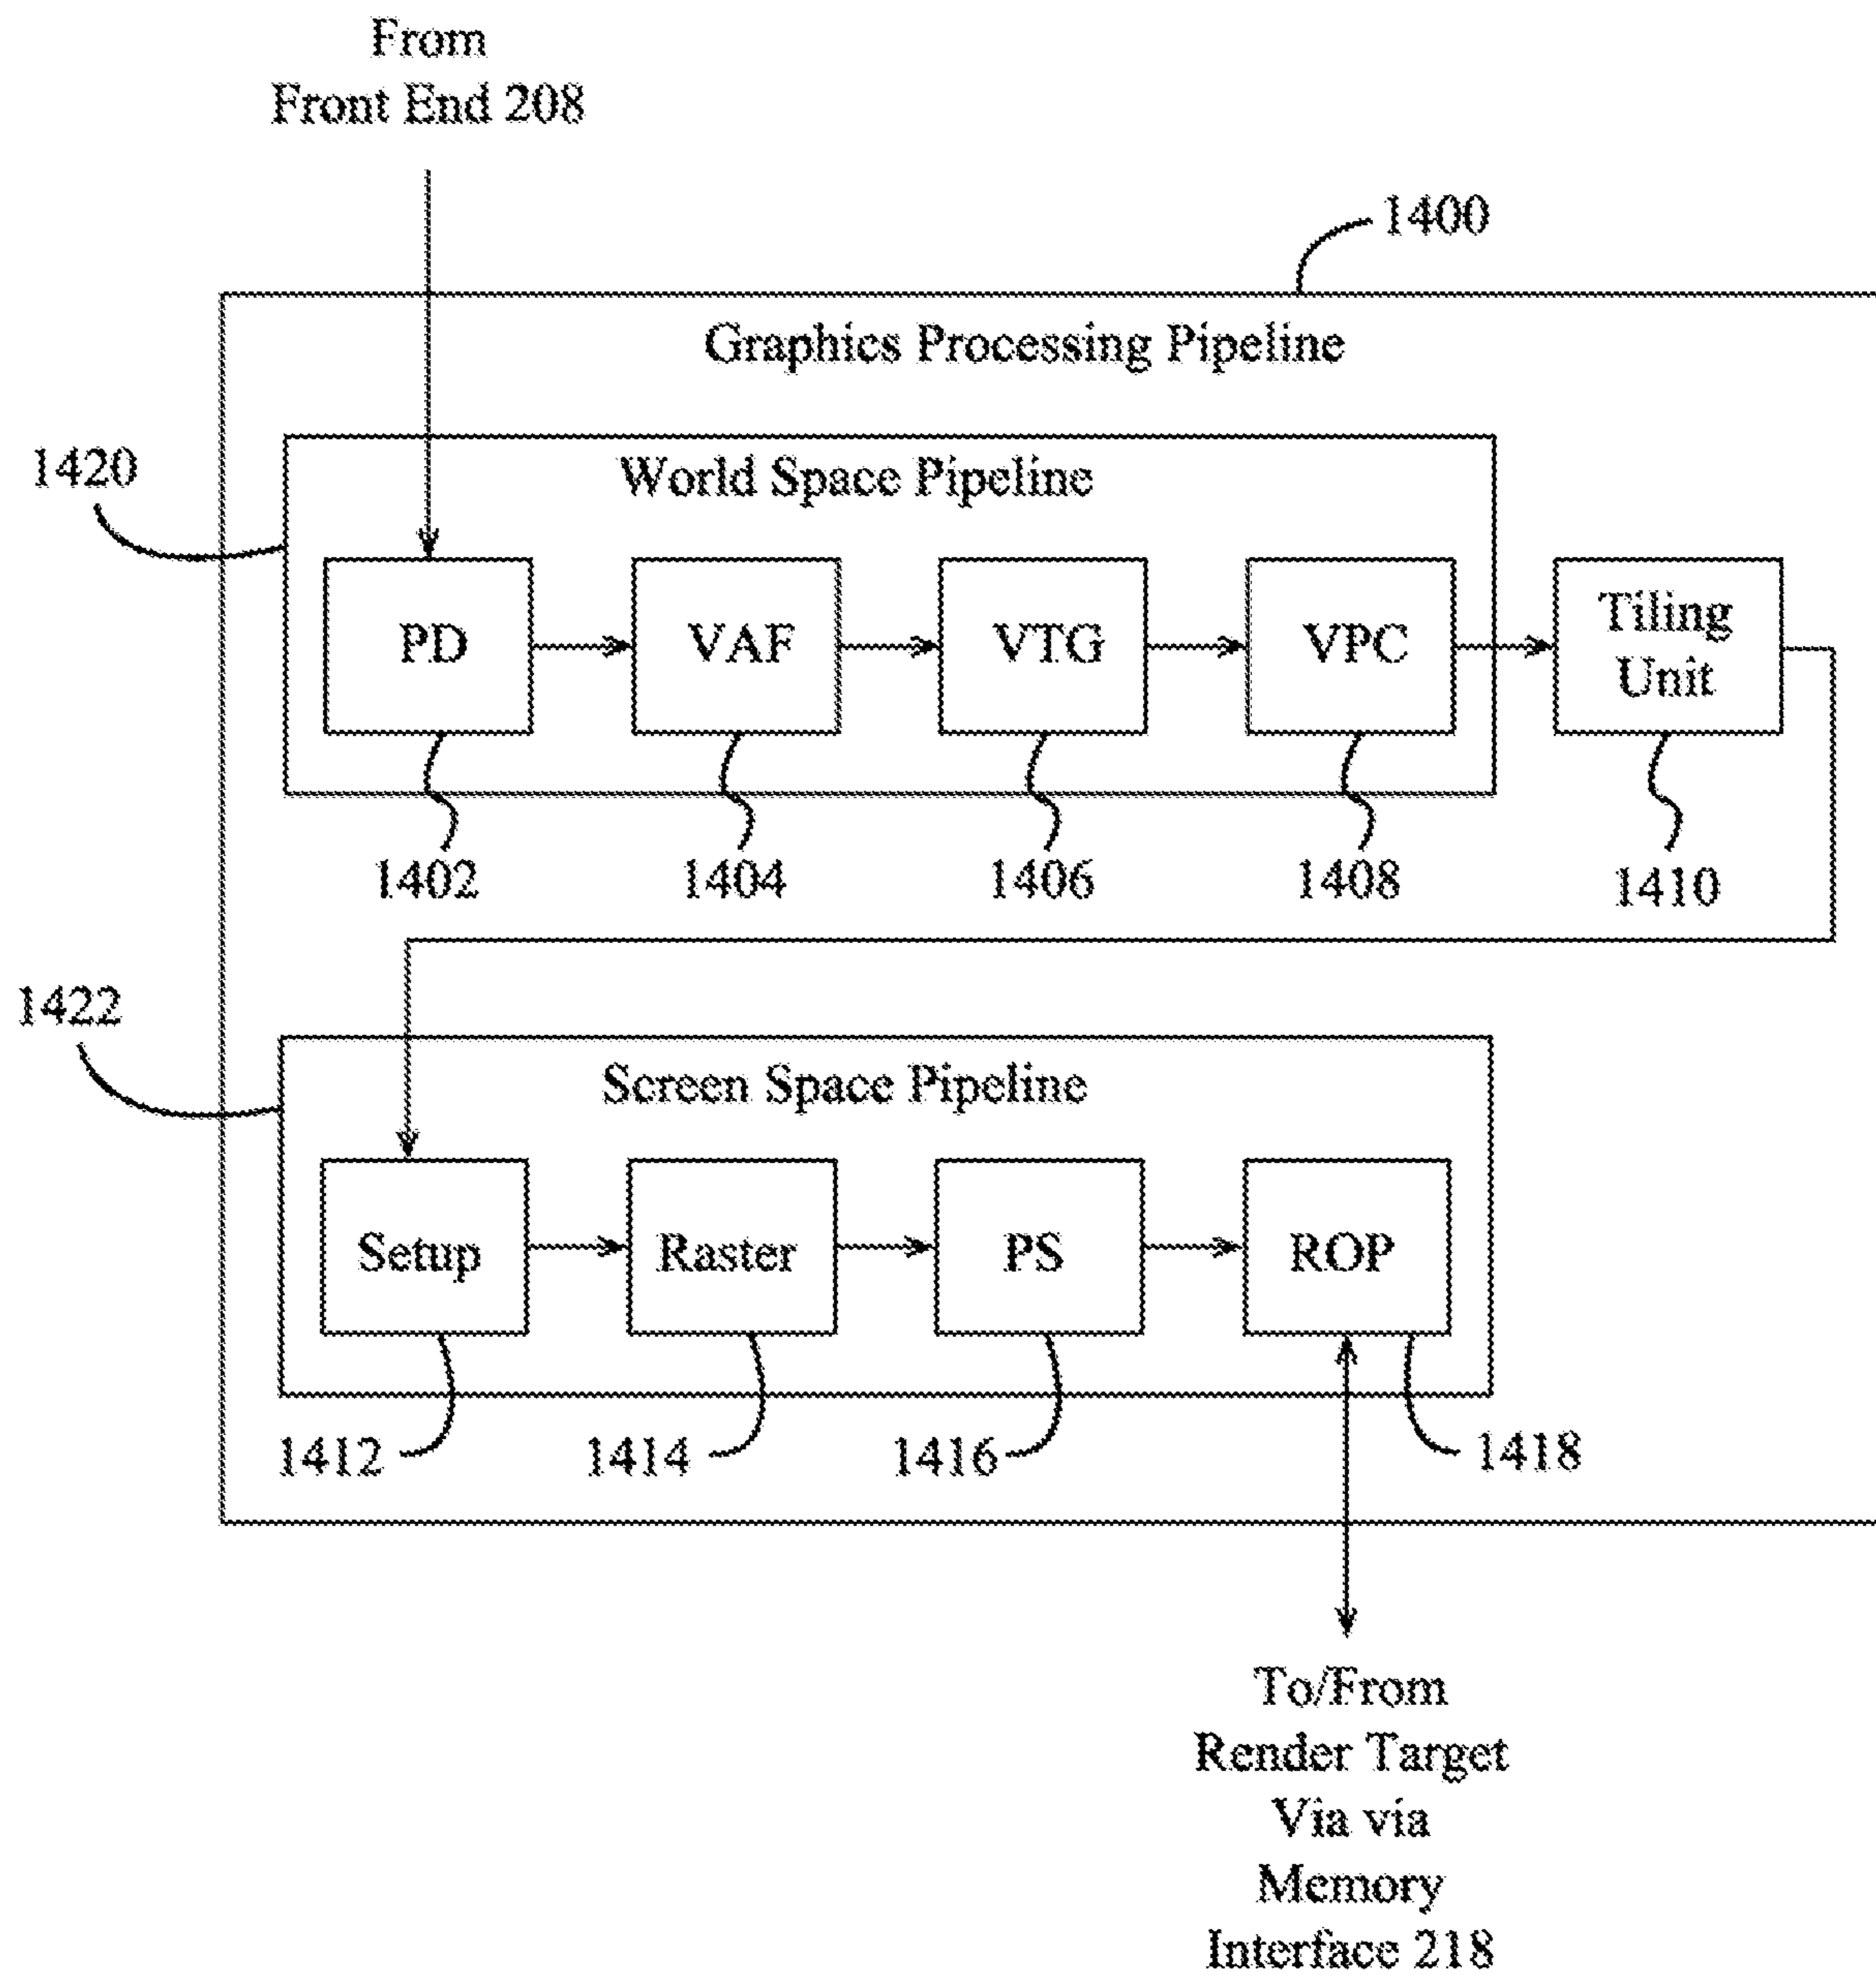 From
Front End 208
1400
Graphics Processing Pipeline
1420
World Space Pipeline
PD
VAF
VTG
VPC
Tiling
Unit
1402
1404
1406
1408
1410
1422
Screen Space Pipeline
Setup
Raster
PS
ROP
1412
1414
1416
1418
To/From
Render Target
Via via
Memory
Interface 218